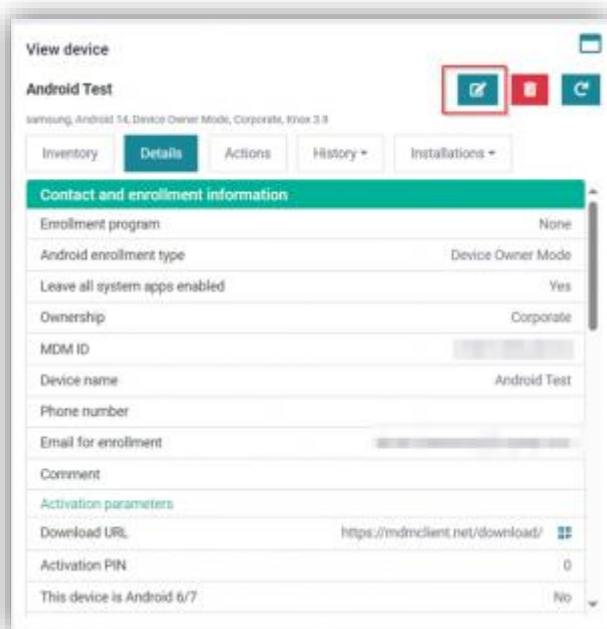 View device
Android Test
samsung, Android 14, Device Owner Mode, Corporate, Knox 3.9
Inventory Details Actions History Installations
Contact and enrollment information
Enrollment program None
Android enrollment type Device Owner Mode
Leave all system apps enabled Yes
Ownership Corporate
MDM ID
Device name Android Test
Phone number
Email for enrollment
Comment
Activation parameters
Download URL https://mdmclient.net/download/
Activation PIN 0
This device is Android 6/7 No